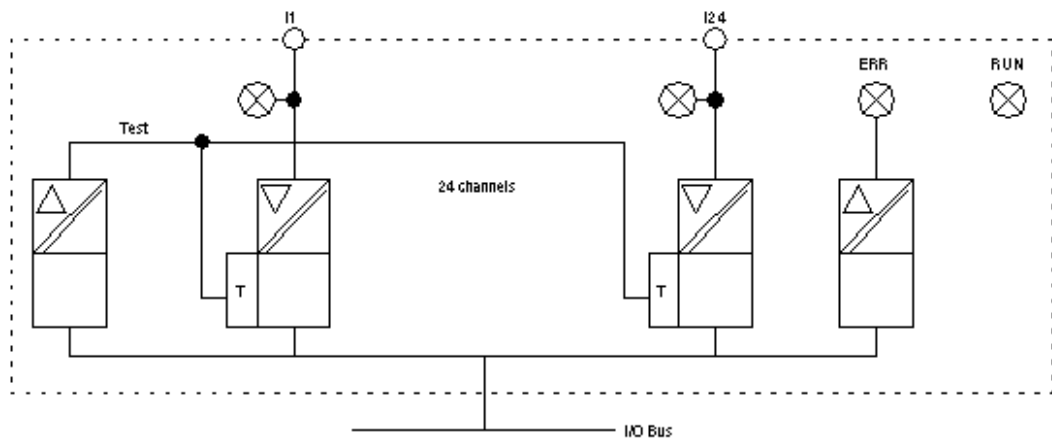 I1
I24
ERR
RUN
Test
24 channels
T
T
I/O Bus